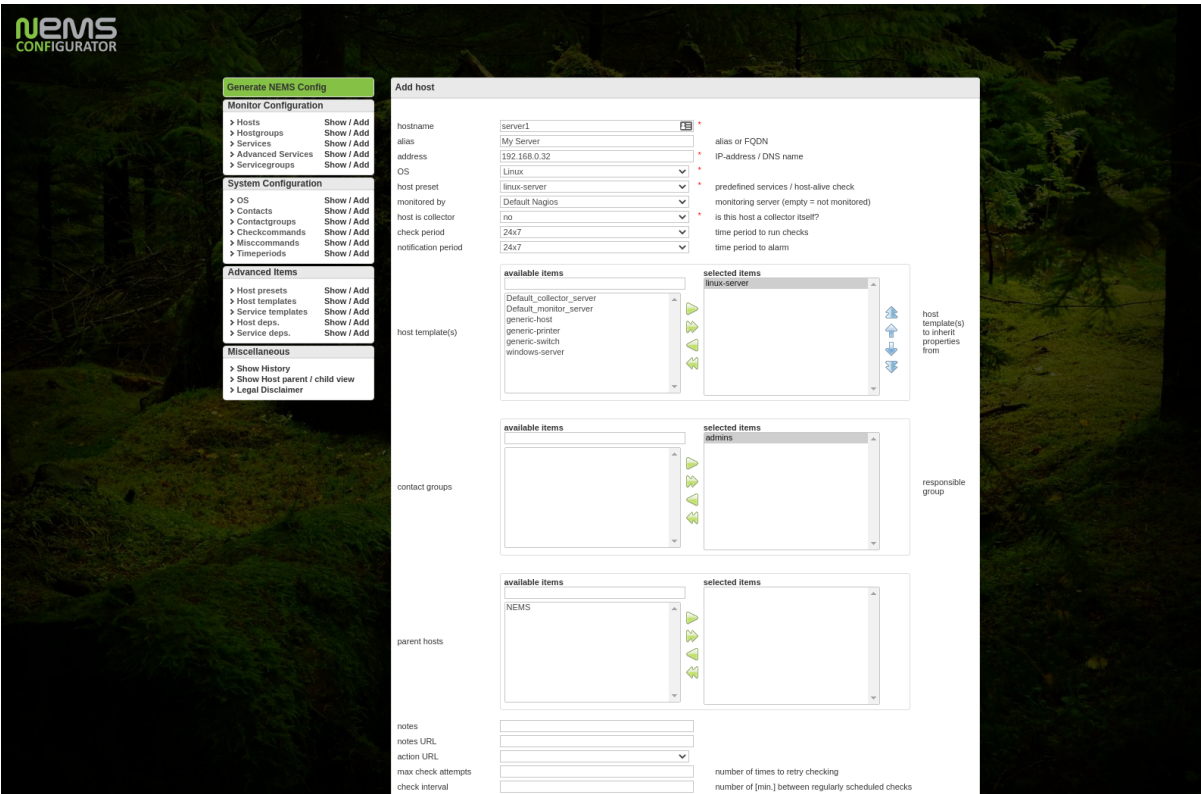 NEMS
CONFIGURATOR
Generate NEMS Config
Monitor Configuration
Hosts Show / Add
Hostgroups Show / Add
Services Show / Add
Advanced Services Show / Add
Servicegroups Show / Add
System Configuration
OS Show / Add
Contacts Show / Add
Contactgroups Show / Add
Checkcommands Show / Add
Misccommands Show / Add
Timeperiods Show / Add
Advanced Items
Host presets Show / Add
Host templates Show / Add
Service templates Show / Add
Host deps. Show / Add
Service deps. Show / Add
Miscellaneous
Show History
Show Host parent / child view
Legal Disclaimer
Add host
hostname server1 *
alias My Server alias or FQDN
address 192.168.0.32 * IP-address / DNS name
OS Linux *
host preset linux-server * predefined services / host-alive check
monitored by Default Nagios monitoring server (empty = not monitored)
host is collector no * is this host a collector itself?
check period 24x7 time period to run checks
notification period 24x7 time period to alarm
host template(s)
available items
Default_collector_server
Default_monitor_server
generic-host
generic-printer
generic-switch
windows-server
selected items
linux-server
host
template(s)
to inherit
properties
from
contact groups
available items
selected items
admins
responsible
group
parent hosts
available items
NEMS
selected items
notes
notes URL
action URL
max check attempts number of times to retry checking
check interval number of [min.] between regularly scheduled checks